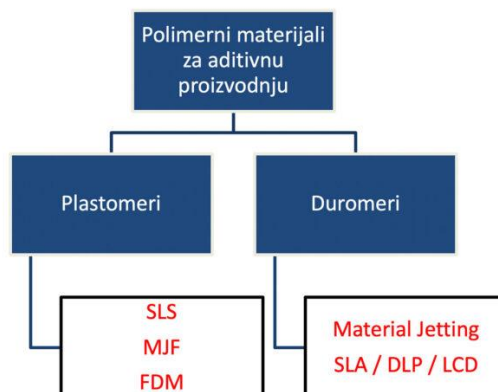 Polimerni materijali
za aditivnu
proizvodnju
Plastomeri
Duromeri
SLS
MJF
FDM
Material Jetting
SLA / DLP / LCD